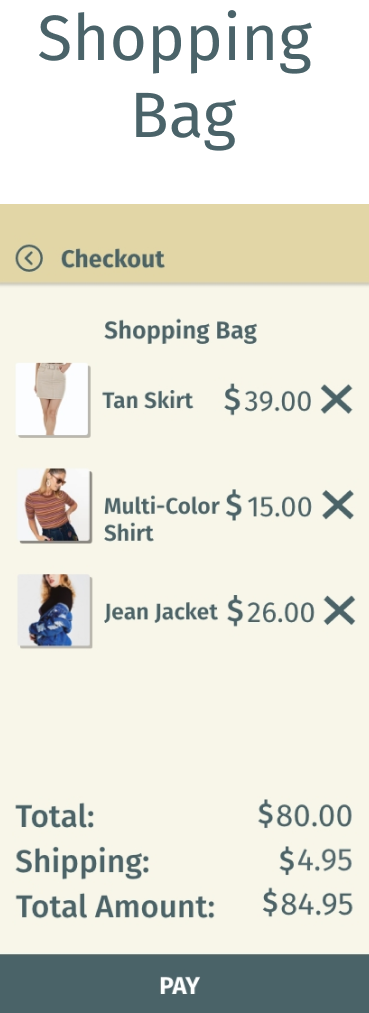 Shopping
Bag
Checkout
Shopping Bag
Tan Skirt $39.00
Multi-Color $15.00
Shirt
Jean Jacket $26.00
Total: $80.00
Shipping: $4.95
Total Amount: $84.95
PAY